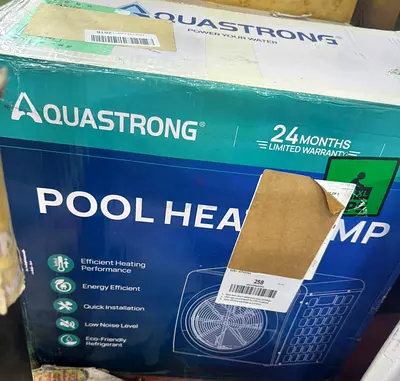 AQUASTRONG®
POWER YOUR WATER
AQUASTRONG®
24 MONTHS
LIMITED WARRANTY
POOL HEA
MP
Efficient Heating
Performance
Energy Efficient
Quick Installation
Low Noise Level
Eco-Friendly
Refrigerant
258